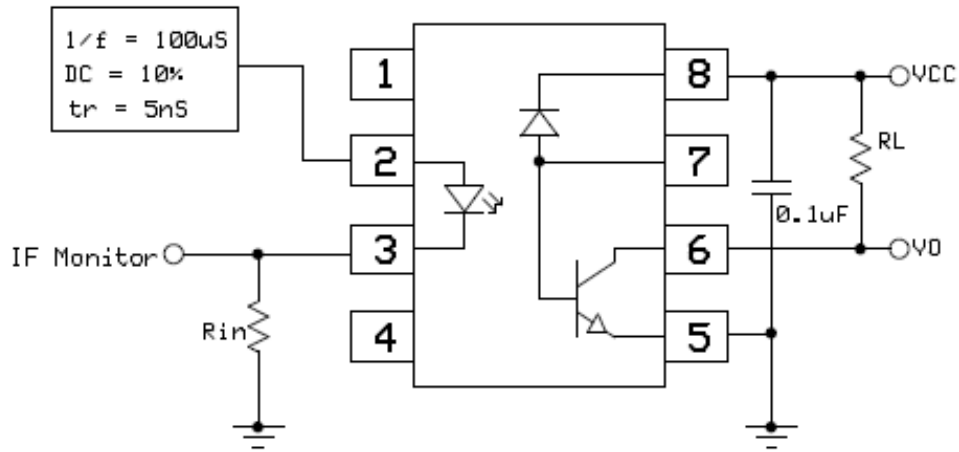 1/f = 100uS
DC = 10%
tr = 5nS
1
2
3
4
8
7
6
5
VCC
RL
0.1uF
VO
IF Monitor
Rin